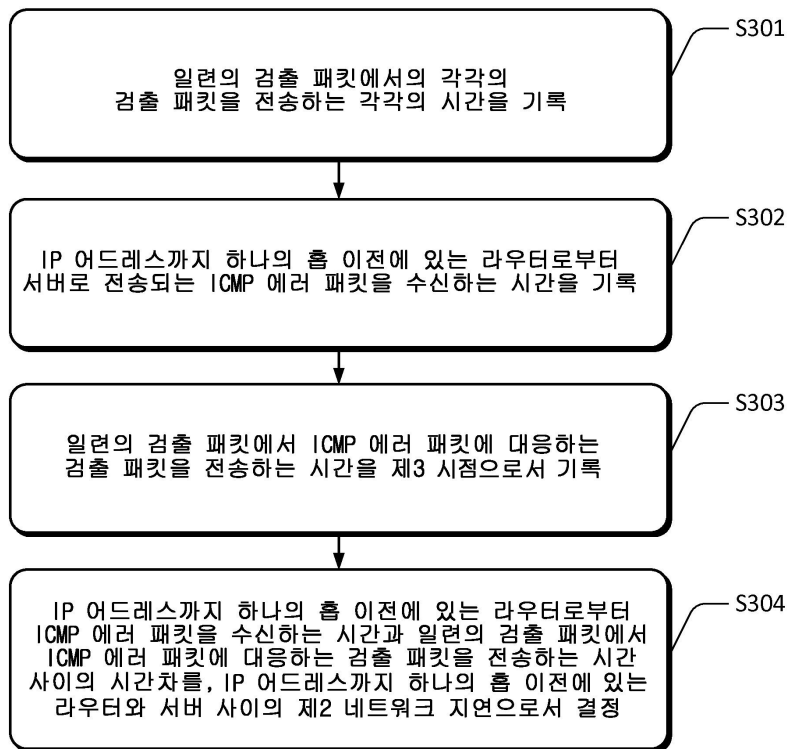 일련의 검출 패킷에서의 각각의
검출 패킷을 전송하는 각각의 시간을 기록
S301
IP 어드레스까지 하나의 홉 이전에 있는 라우터로부터
서버로 전송되는 ICMP 에러 패킷을 수신하는 시간을 기록
S302
일련의 검출 패킷에서 ICMP 에러 패킷에 대응하는
검출 패킷을 전송하는 시간을 제3 시점으로서 기록
S303
IP 어드레스까지 하나의 홉 이전에 있는 라우터로부터
ICMP 에러 패킷을 수신하는 시간과 일련의 검출 패킷에서
ICMP 에러 패킷에 대응하는 검출 패킷을 전송하는 시간
사이의 시간차를, IP 어드레스까지 하나의 홉 이전에 있는
라우터와 서버 사이의 제2 네트워크 지연으로서 결정
S304